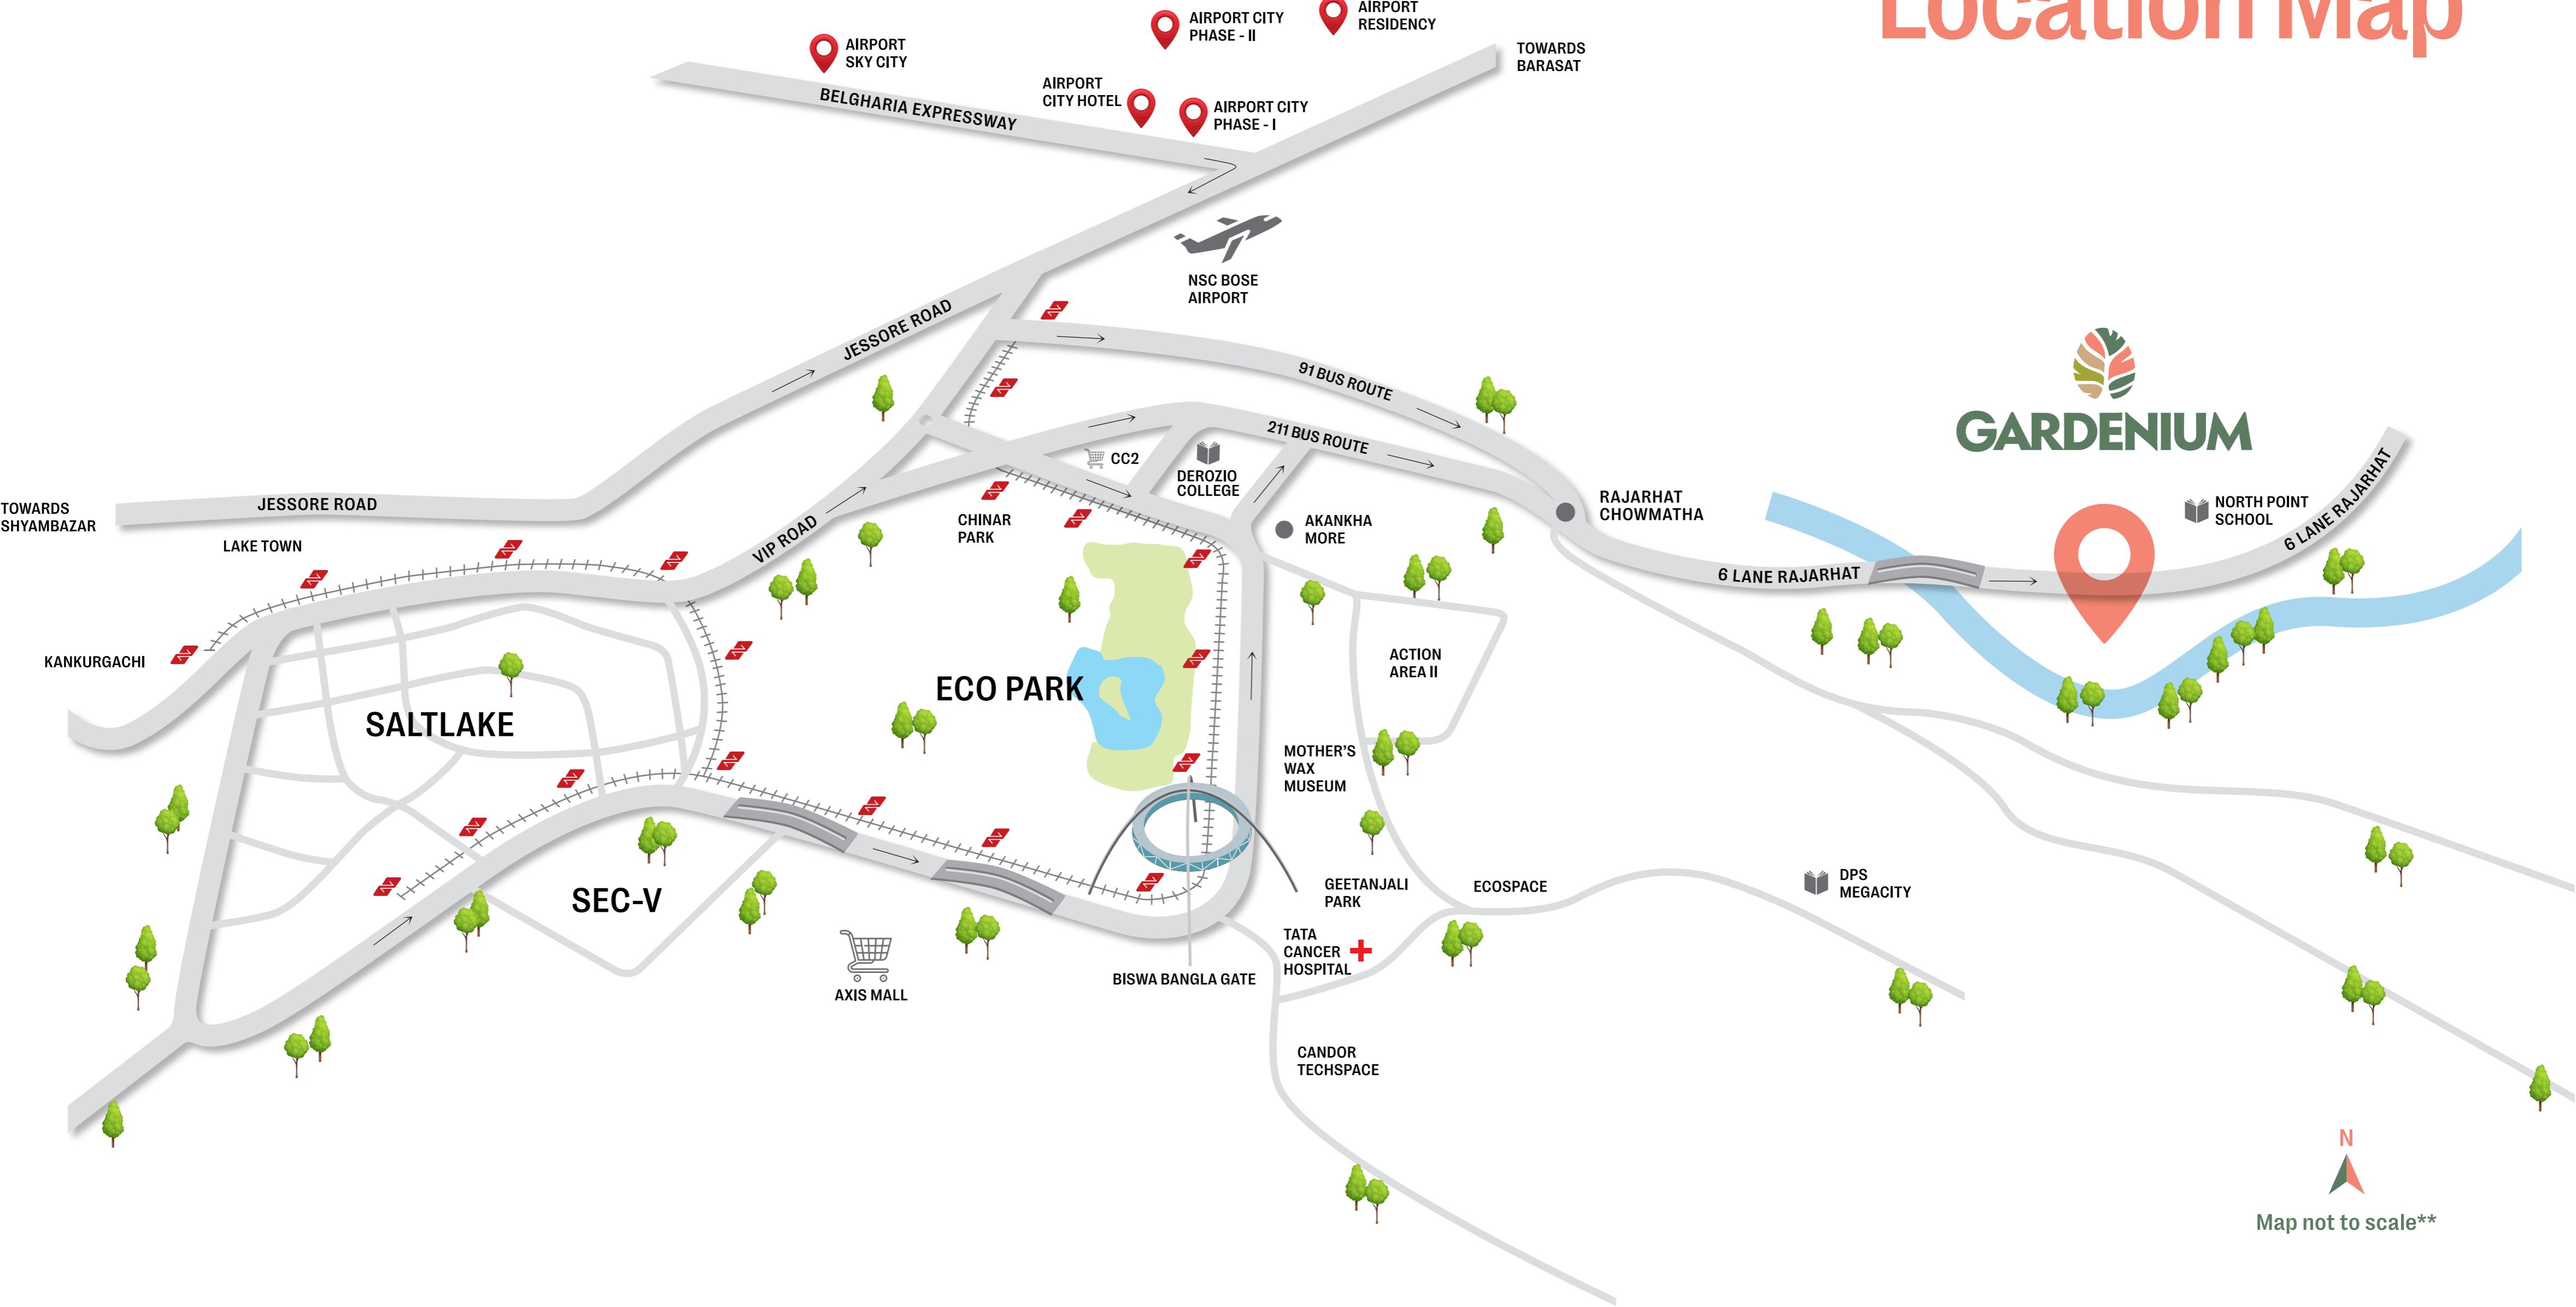 Location Map
AIRPORT
SKY CITY
AIRPORT CITY
PHASE - II
AIRPORT
RESIDENCY
TOWARDS
BARASAT
AIRPORT
CITY HOTEL
AIRPORT CITY
PHASE - I
BELGHARIA EXPRESSWAY
NSC BOSE
AIRPORT
JESSORE ROAD
91 BUS ROUTE
211 BUS ROUTE
GARDENIUM
CC2
DEROZIO
COLLEGE
TOWARDS
SHYAMBAZAR
JESSORE ROAD
LAKE TOWN
VIP ROAD
CHINAR
PARK
AKANKHA
MORE
RAJARHAT
CHOWMATHA
NORTH POINT
SCHOOL
6 LANE RAJARHAT
6 LANE RAJARHAT
KANKURGACHI
SALTLAKE
ECO PARK
ACTION
AREA II
MOTHER'S
WAX
MUSEUM
SEC-V
GEETANJALI
PARK
ECOSPACE
DPS
MEGACITY
TATA
CANCER
HOSPITAL
AXIS MALL
BISWA BANGLA GATE
CANDOR
TECHSPACE
N
Map not to scale**